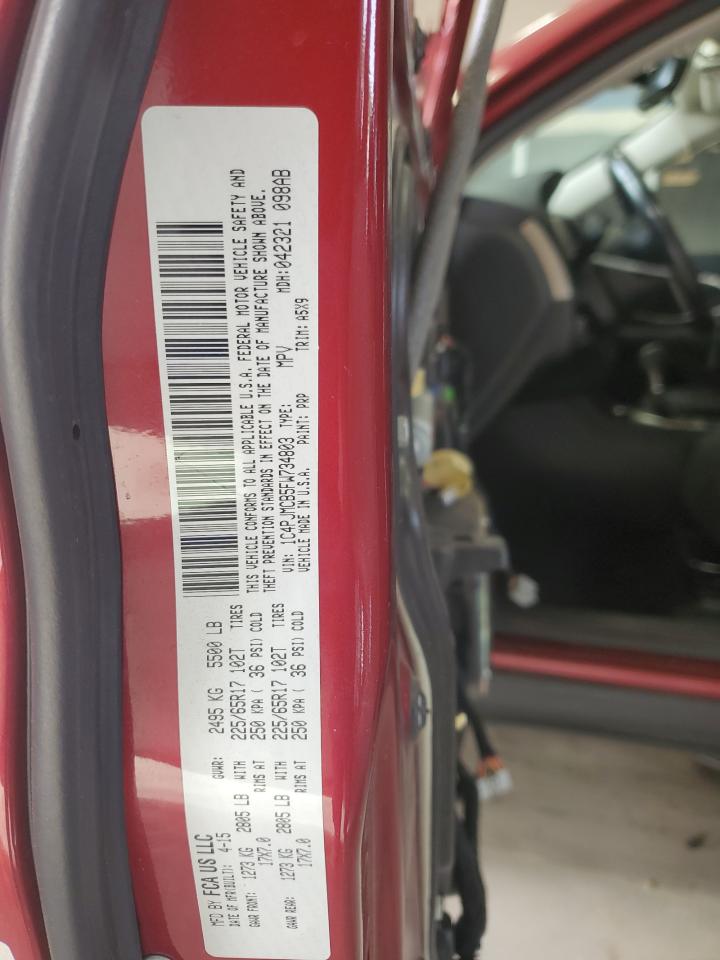 MFD BY FCA US LLC
DATE OF MFR(BUILT): 4-15 GVWR: 2495 KG 5500 LB
GAWR FRONT: 1273 KG 2805 LB WITH 225/65R17 102T TIRES
17X7.0 RIMS AT 250 KPA ( 36 PSI) COLD
GAWR REAR: 1273 KG 2805 LB WITH 225/65R17 102T TIRES
17X7.0 RIMS AT 250 KPA ( 36 PSI) COLD
THIS VEHICLE CONFORMS TO ALL APPLICABLE U.S.A. FEDERAL MOTOR VEHICLE SAFETY AND
THEFT PREVENTION STANDARDS IN EFFECT ON THE DATE OF MANUFACTURE SHOWN ABOVE.
VIN: 1C4PJMCB5FW734803 TYPE: MPV MDH: 042321 098AB
VEHICLE MADE IN U.S.A. PAINT: PRP TRIM: A5X9